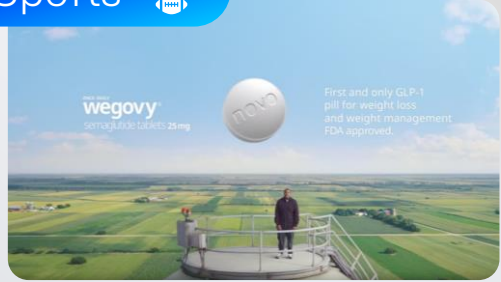 Sports
wegovy®
semaglutide tablets 25 mg
novo
First and only GLP-1
pill for weight loss
and weight management
FDA approved.